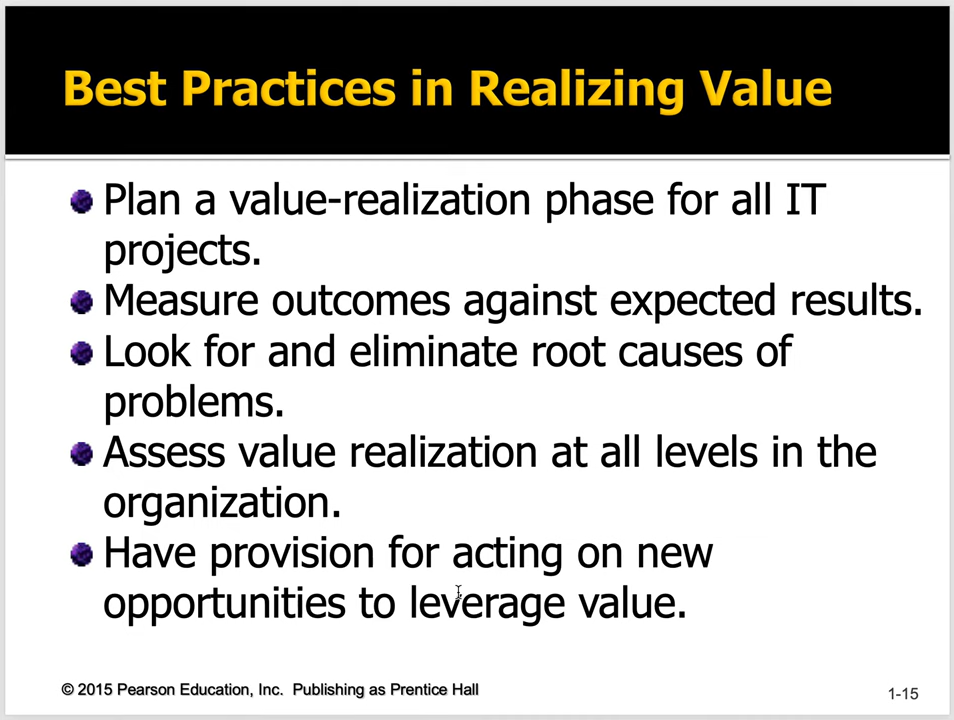 Best Practices in Realizing Value
Plan a value-realization phase for all IT
projects.
Measure outcomes against expected results.
Look for and eliminate root causes of
problems.
Assess value realization at all levels in the
organization.
Have provision for acting on new
opportunities to leverage value.
© 2015 Pearson Education, Inc. Publishing as Prentice Hall
1-15